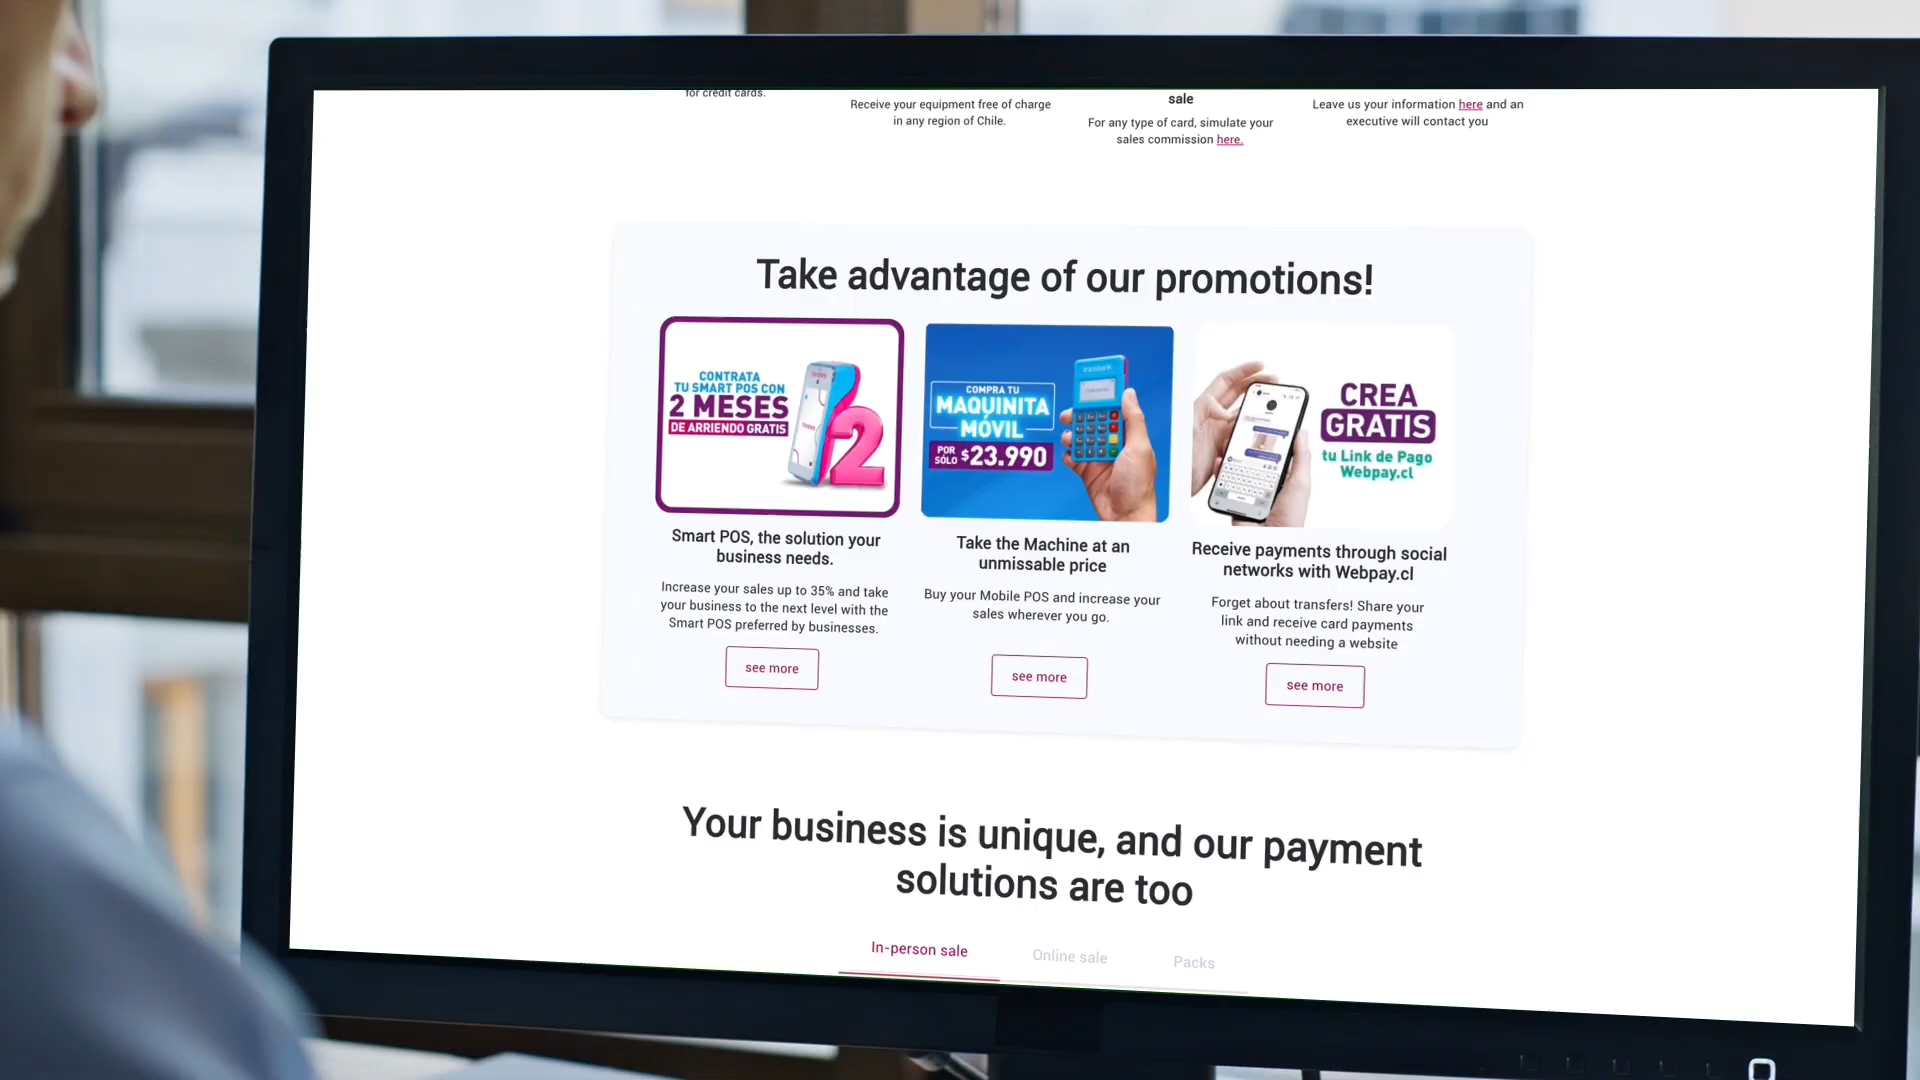 for credit cards.
Receive your equipment free of charge
in any region of Chile.
sale
For any type of card, simulate your
sales commission here.
Leave us your information here and an
executive will contact you
Take advantage of our promotions!
CONTRATA
TU SMART POS CON
2 MESES
DE ARRIENDO GRATIS
2
COMPRA TU
MAQUINITA
MÓVIL
POR SÓLO $23.990
transbank
CREA
GRATIS
tu Link de Pago
Webpay.cl
Smart POS, the solution your
business needs.
Increase your sales up to 35% and take
your business to the next level with the
Smart POS preferred by businesses.
see more
Take the Machine at an
unmissable price
Buy your Mobile POS and increase your
sales wherever you go.
see more
Receive payments through social
networks with Webpay.cl
Forget about transfers! Share your
link and receive card payments
without needing a website
see more
Your business is unique, and our payment
solutions are too
In-person sale
Online sale
Packs